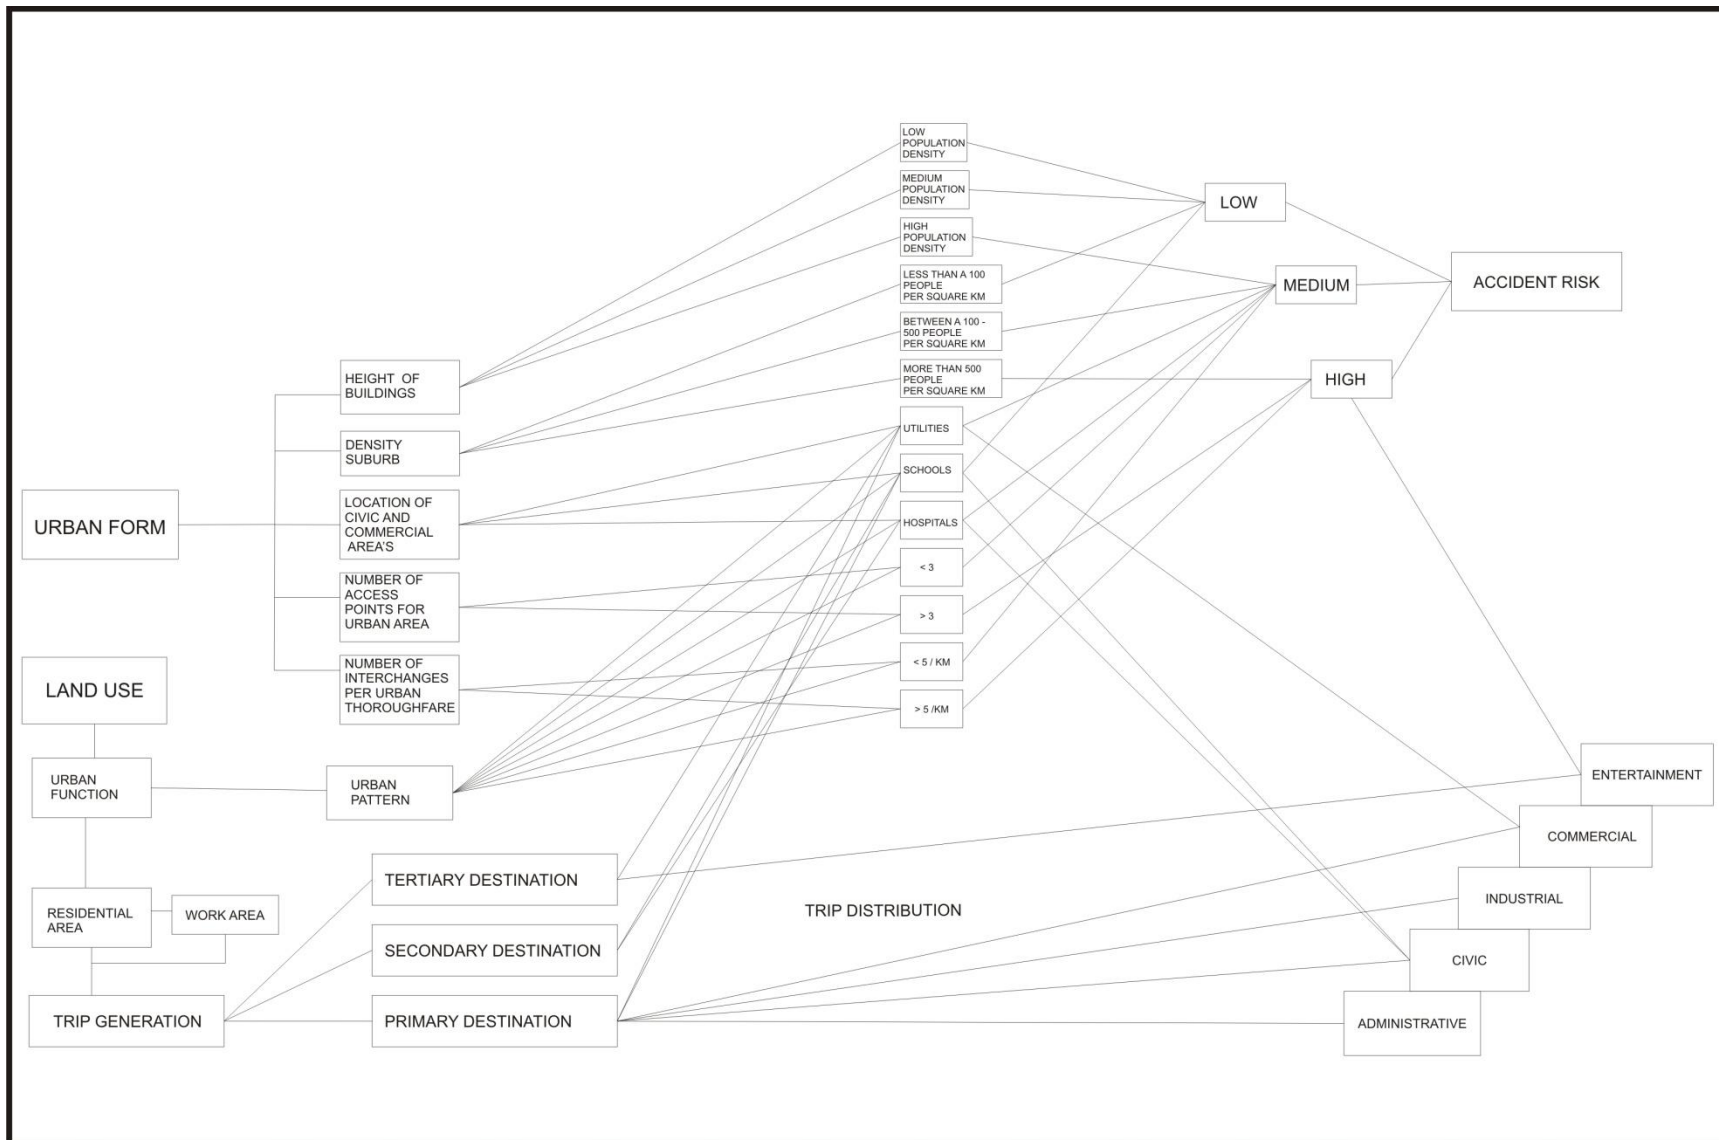 LOW
POPULATION
DENSITY
MEDIUM
POPULATION
DENSITY
HIGH
POPULATION
DENSITY
LESS THAN A 100
PEOPLE
PER SQUARE KM
BETWEEN A 100 -
500 PEOPLE
PER SQUARE KM
MORE THAN 500
PEOPLE
PER SQUARE KM
UTILITIES
SCHOOLS
HOSPITALS
< 3
> 3
< 5 / KM
> 5 /KM
LOW
MEDIUM
HIGH
ACCIDENT RISK
HEIGHT OF
BUILDINGS
DENSITY
SUBURB
LOCATION OF
CIVIC AND
COMMERCIAL
AREA'S
NUMBER OF
ACCESS
POINTS FOR
URBAN AREA
NUMBER OF
INTERCHANGES
PER URBAN
THOROUGHFARE
URBAN FORM
LAND USE
URBAN
FUNCTION
URBAN
PATTERN
RESIDENTIAL
AREA
WORK AREA
TRIP GENERATION
TERTIARY DESTINATION
SECONDARY DESTINATION
PRIMARY DESTINATION
TRIP DISTRIBUTION
ENTERTAINMENT
COMMERCIAL
INDUSTRIAL
CIVIC
ADMINISTRATIVE